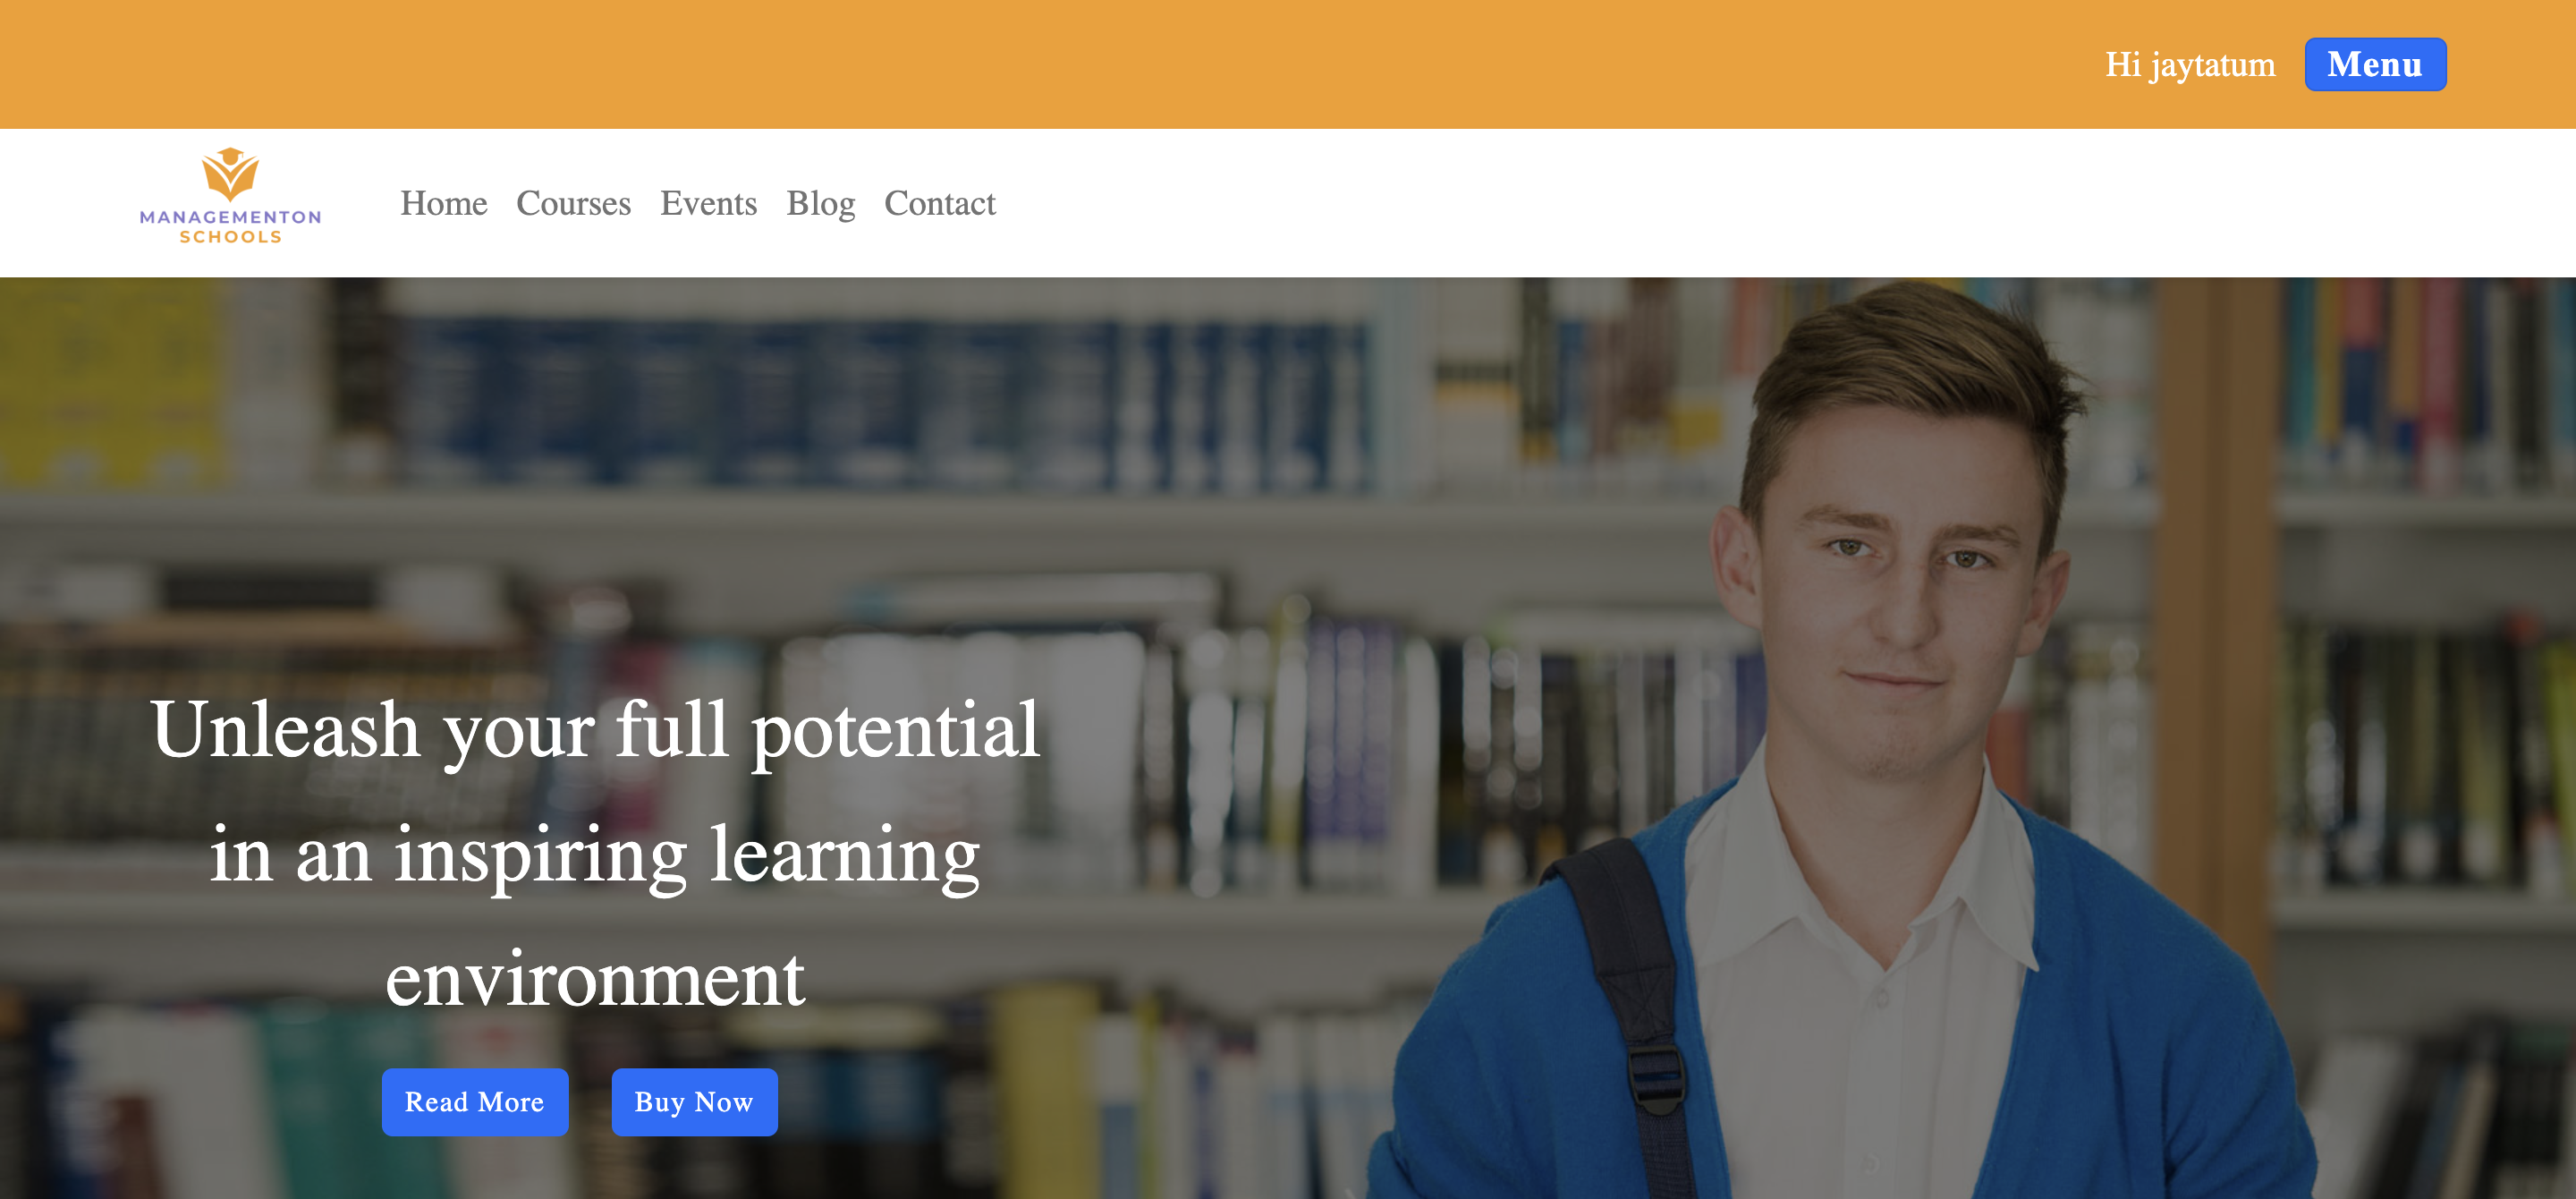 Hi jaytatum Menu
MANAGEMENTON
SCHOOLS
Home Courses Events Blog Contact
Unleash your full potential
in an inspiring learning
environment
Read More Buy Now